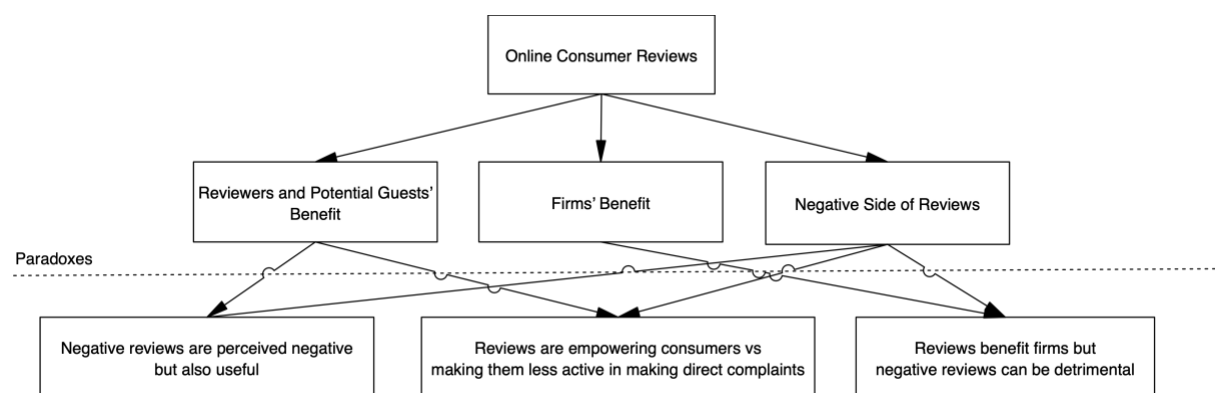 Online Consumer Reviews
Reviewers and Potential Guests’
Benefit
Firms’ Benefit
Negative Side of Reviews
Paradoxes
Negative reviews are perceived negative
but also useful
Reviews are empowering consumers vs
making them less active in making direct complaints
Reviews benefit firms but
negative reviews can be detrimental